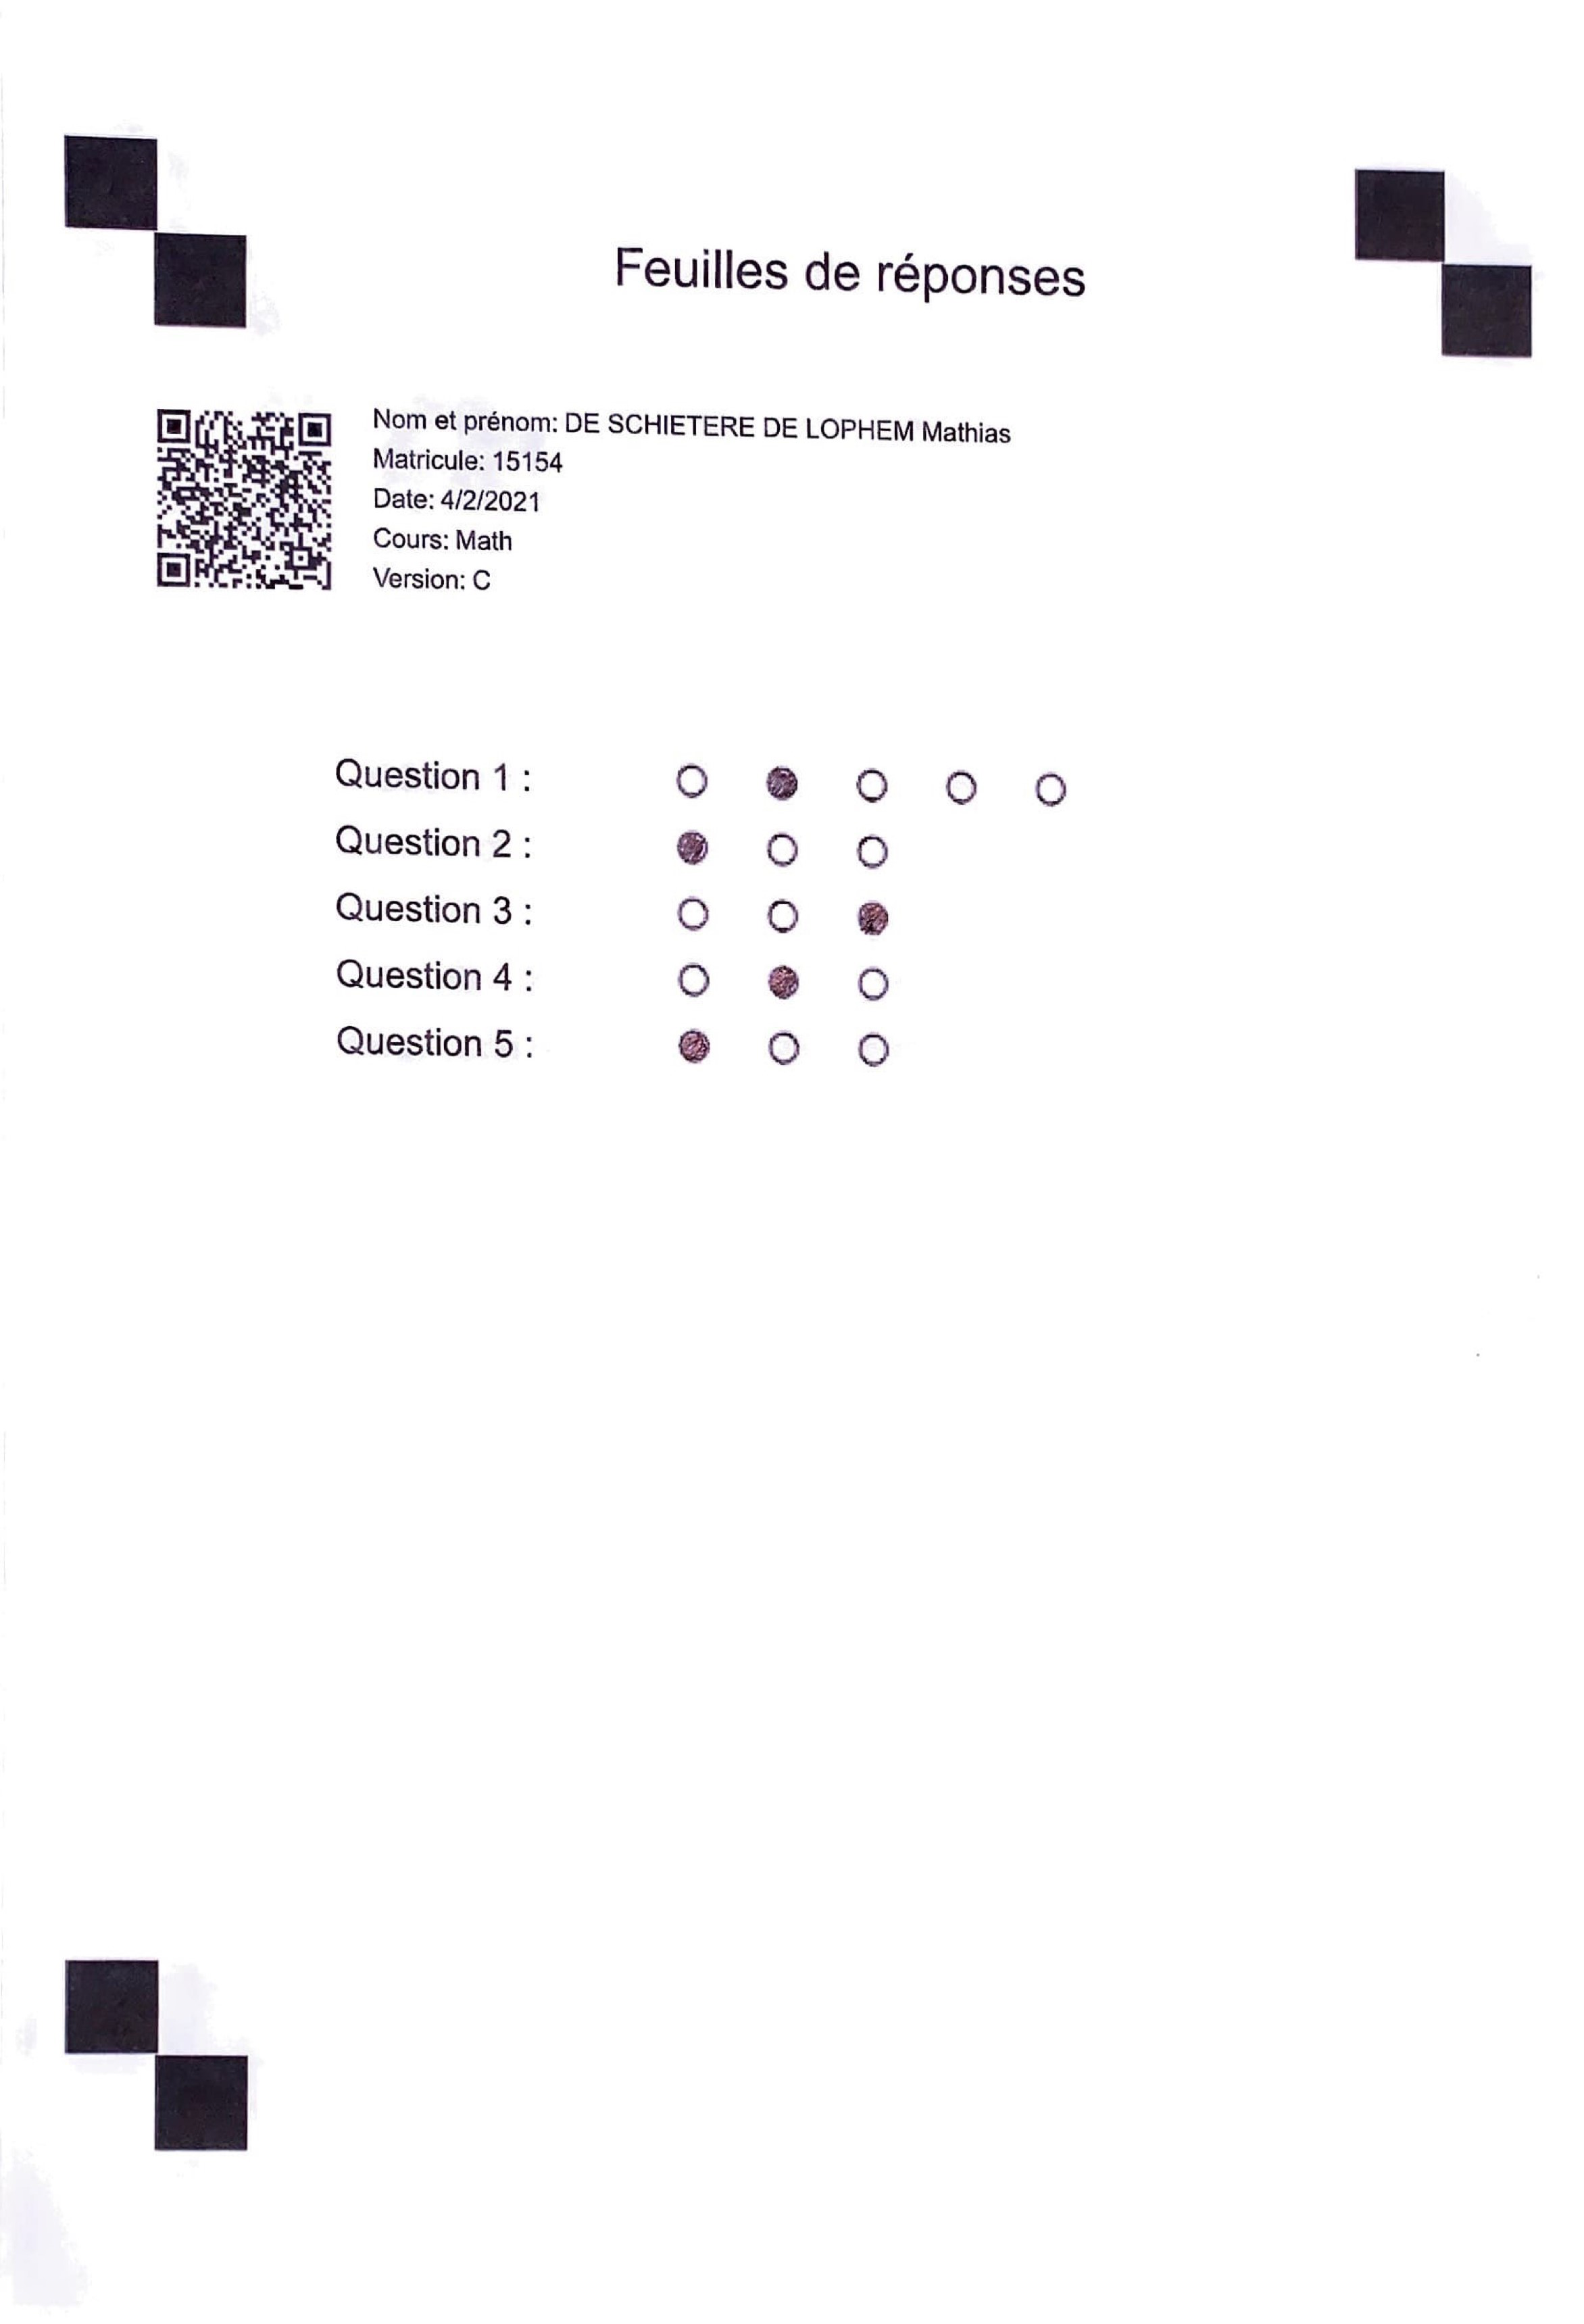 Feuilles de réponses
Nom et prénom: DE SCHIETERE DE LOPHEM Mathias
Matricule: 15154
Date: 4/2/2021
Cours: Math
Version: C
Question 1 :
Question 2 :
Question 3 :
Question 4 :
Question 5 :